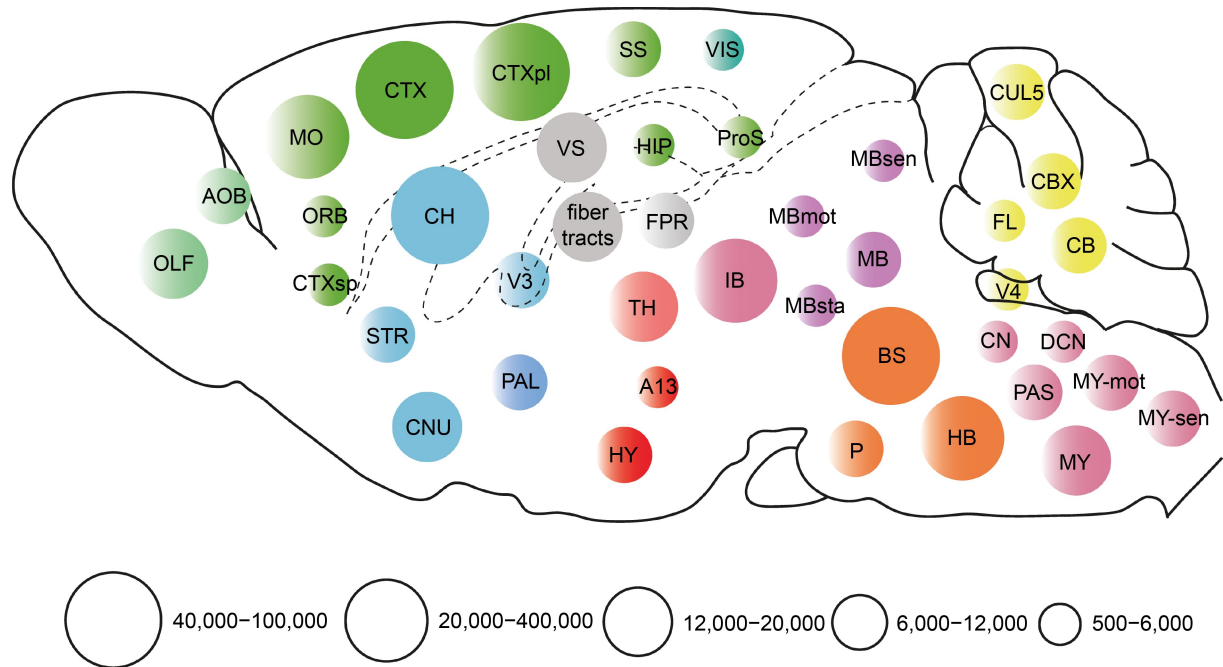 SS
VIS
CTXpl
CTX
CUL5
MO
VS
HIP
ProS
MBsen
CBX
AOB
ORB
CH
fiber
tracts
FPR
MBmot
FL
CB
OLF
MB
CTXsp
V3
IB
V4
TH
MBsta
STR
CN
DCN
BS
PAL
A13
PAS
MY-mot
CNU
MY-sen
HY
P
HB
MY
40,000−100,000
20,000−400,000
12,000−20,000
6,000−12,000
500−6,000